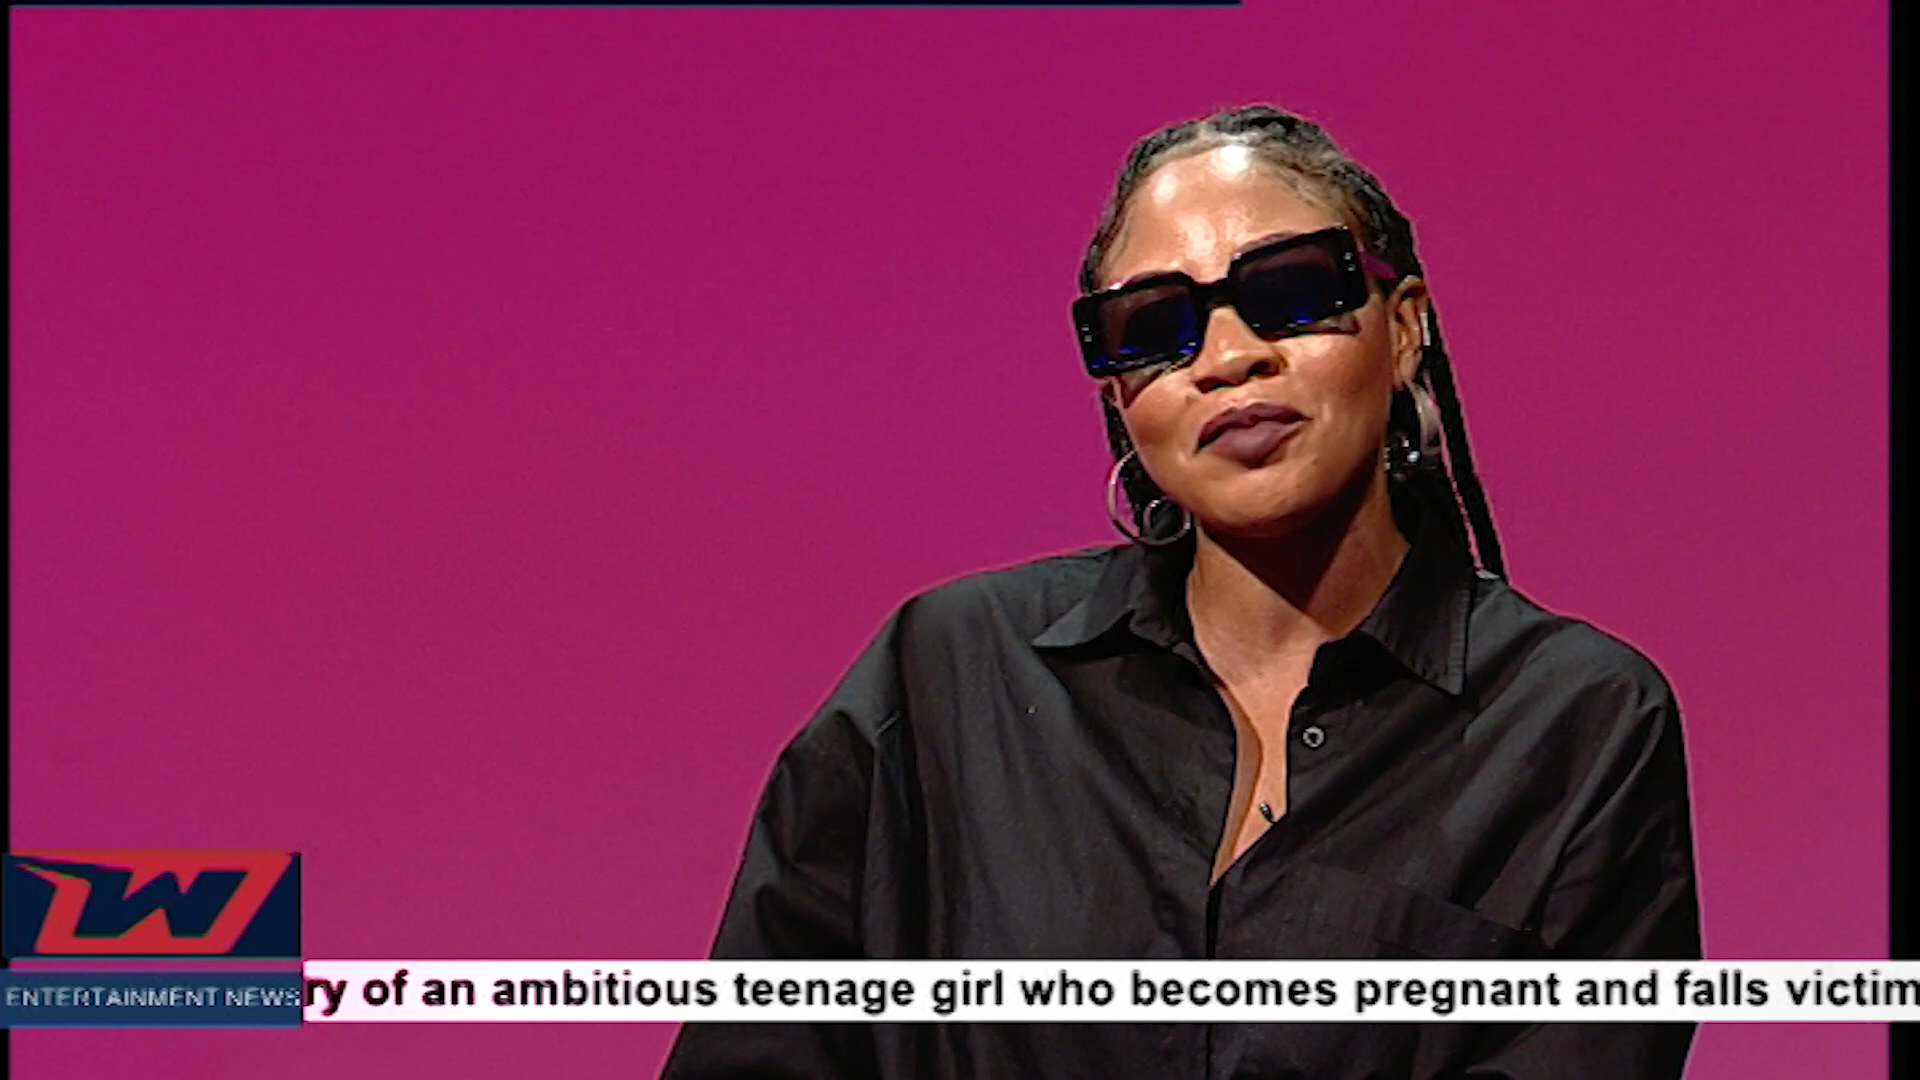 W
ENTERTAINMENT NEWS
ry of an ambitious teenage girl who becomes pregnant and falls victim